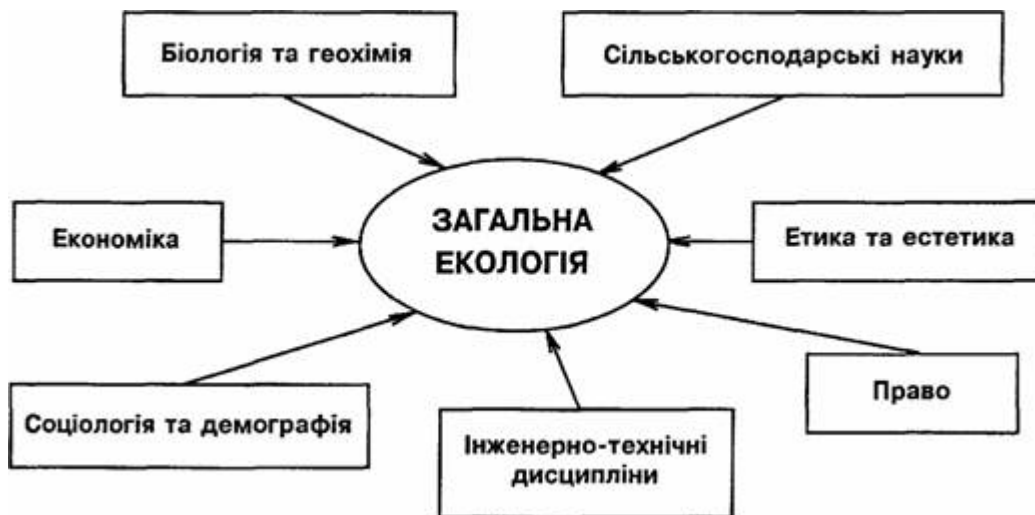 Біологія та геохімія
Сільськогосподарські науки
ЗАГАЛЬНА
ЕКОЛОГІЯ
Економіка
Етика та естетика
Соціологія та демографія
Інженерно-технічні
дисципліни
Право